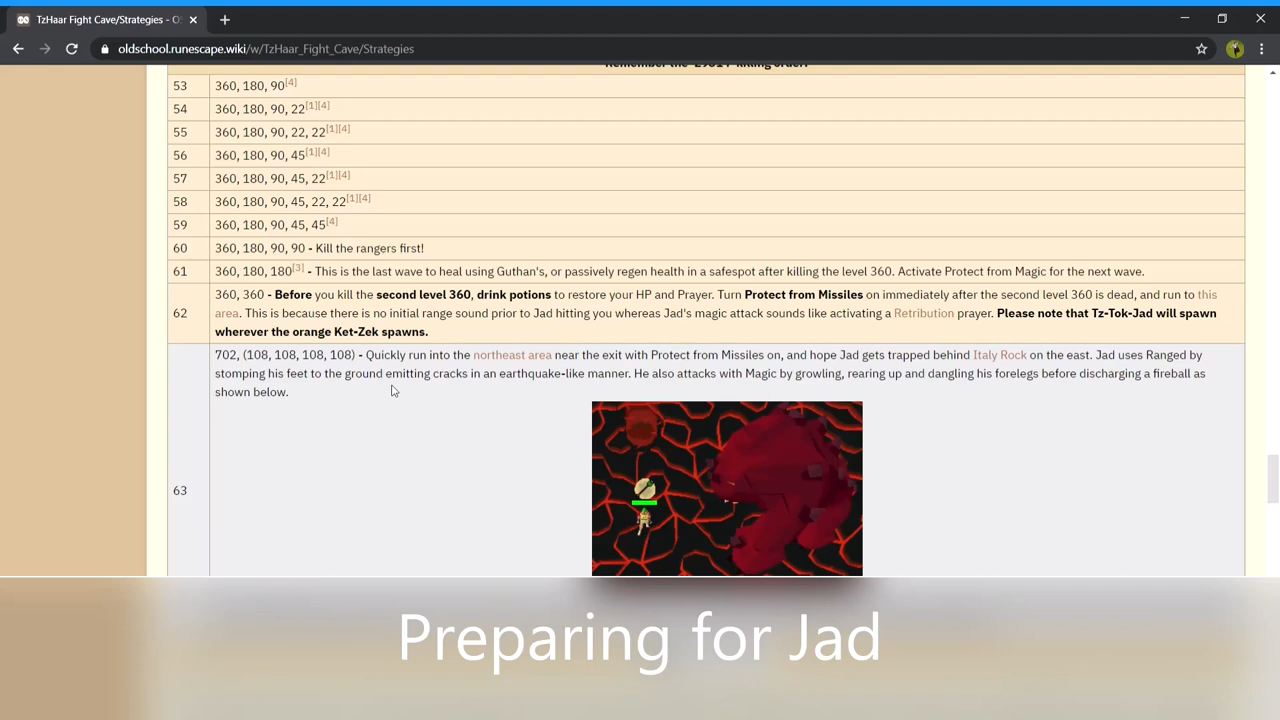 TzHaar Fight Cave/Strategies - O
oldschool.runescape.wiki/w/TzHaar_Fight_Cave/Strategies
killing order!
53 360, 180, 90[4]
54 360, 180, 90, 22[1][4]
55 360, 180, 90, 22, 22[1][4]
56 360, 180, 90, 45[1][4]
57 360, 180, 90, 45, 22[1][4]
58 360, 180, 90, 45, 22, 22[1][4]
59 360, 180, 90, 45, 45[4]
60 360, 180, 90, 90 - Kill the rangers first!
61 360, 180, 180[3] - This is the last wave to heal using Guthan's, or passively regen health in a safespot after killing the level 360. Activate Protect from Magic for the next wave.
360, 360 - Before you kill the second level 360, drink potions to restore your HP and Prayer. Turn Protect from Missiles on immediately after the second level 360 is dead, and run to this
62 area. This is because there is no initial range sound prior to Jad hitting you whereas Jad's magic attack sounds like activating a Retribution prayer. Please note that Tz-Tok-Jad will spawn
wherever the orange Ket-Zek spawns.
702, (108, 108, 108, 108) - Quickly run into the northeast area near the exit with Protect from Missiles on, and hope Jad gets trapped behind Italy Rock on the east. Jad uses Ranged by
stomping his feet to the ground emitting cracks in an earthquake-like manner. He also attacks with Magic by growling, rearing up and dangling his forelegs before discharging a fireball as
shown below.
63
Preparing for Jad